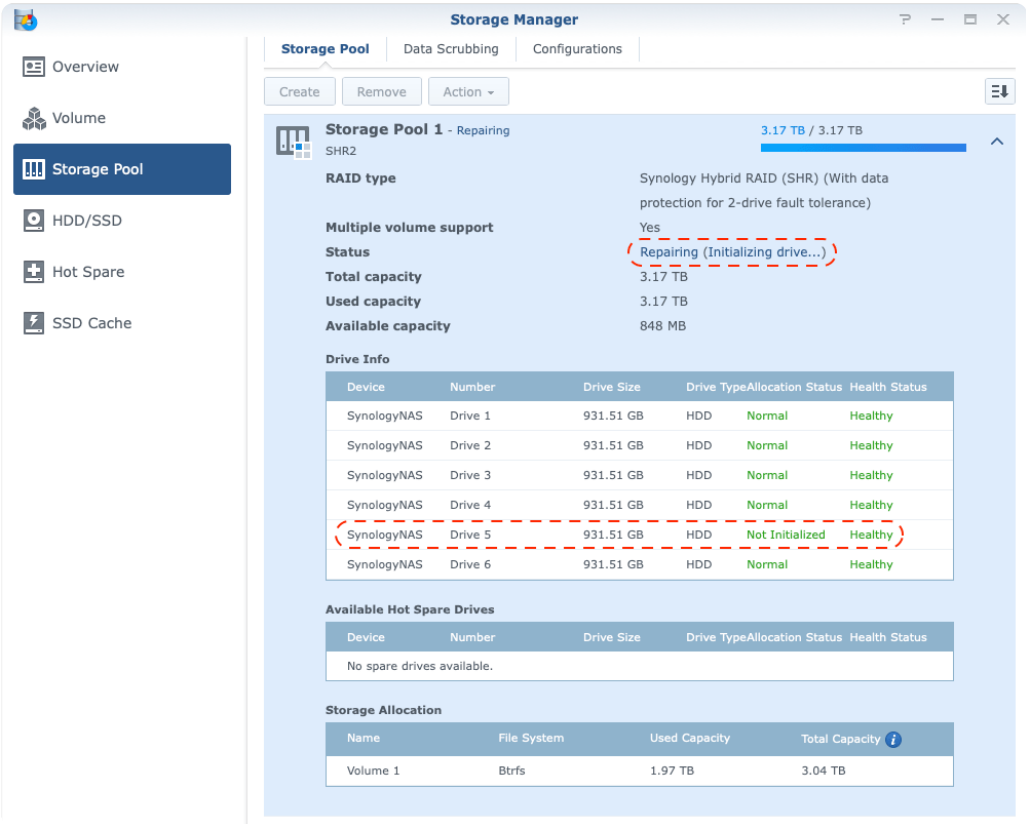 Storage Manager
?
Overview
Volume
Storage Pool
HDD/SSD
Hot Spare
SSD Cache
Storage Pool Data Scrubbing Configurations
Create Remove Action
Storage Pool 1 - Repairing 3.17 TB / 3.17 TB
SHR2
RAID type Synology Hybrid RAID (SHR) (With data
protection for 2-drive fault tolerance)
Multiple volume support Yes
Status Repairing (Initializing drive...)
Total capacity 3.17 TB
Used capacity 3.17 TB
Available capacity 848 MB
Drive Info
Device Number Drive Size Drive Type Allocation Status Health Status
SynologyNAS Drive 1 931.51 GB HDD Normal Healthy
SynologyNAS Drive 2 931.51 GB HDD Normal Healthy
SynologyNAS Drive 3 931.51 GB HDD Normal Healthy
SynologyNAS Drive 4 931.51 GB HDD Normal Healthy
SynologyNAS Drive 5 931.51 GB HDD Not Initialized Healthy
SynologyNAS Drive 6 931.51 GB HDD Normal Healthy
Available Hot Spare Drives
Device Number Drive Size Drive Type Allocation Status Health Status
No spare drives available.
Storage Allocation
Name File System Used Capacity Total Capacity i
Volume 1 Btrfs 1.97 TB 3.04 TB